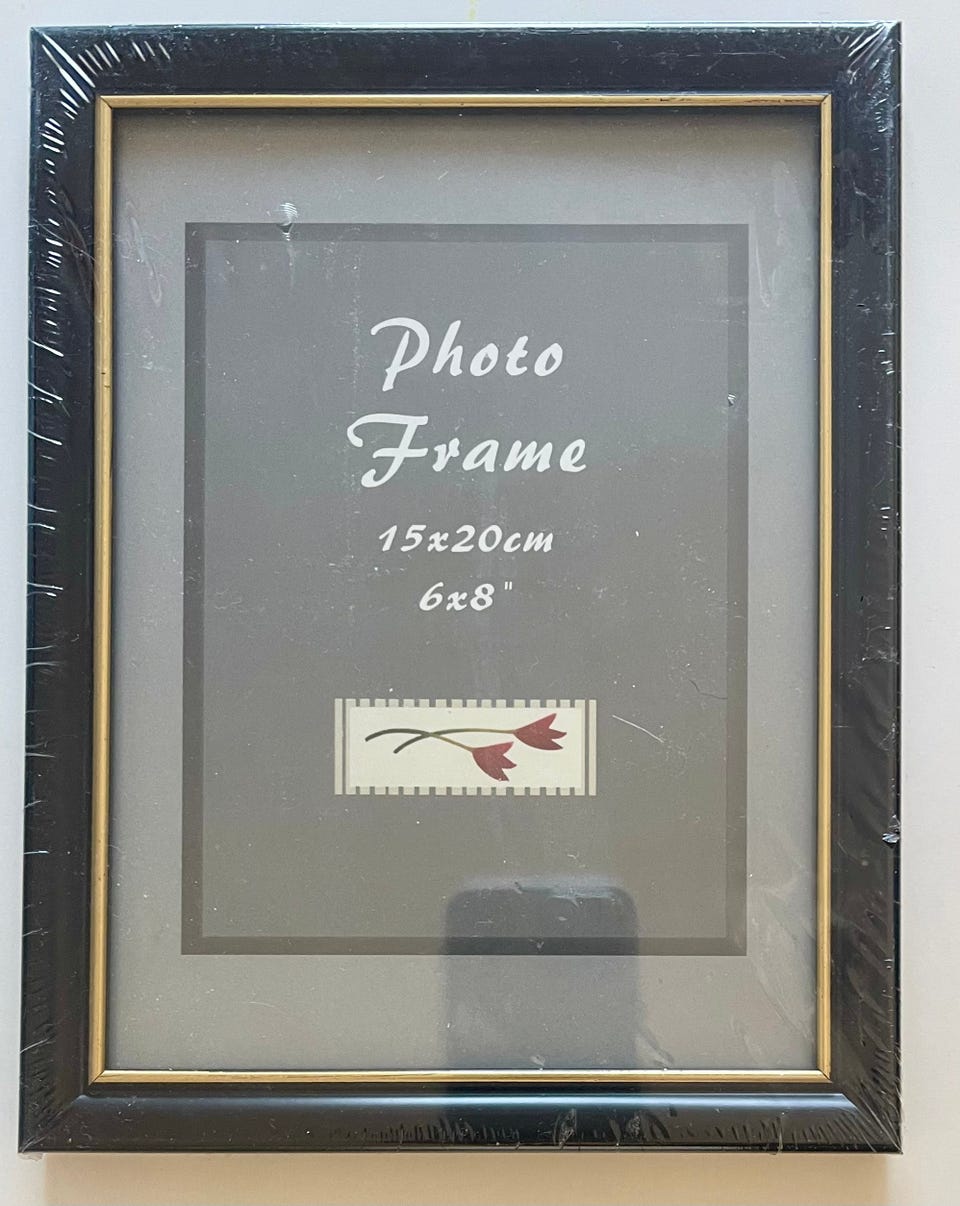 Photo
Frame
15x20cm
6x8"